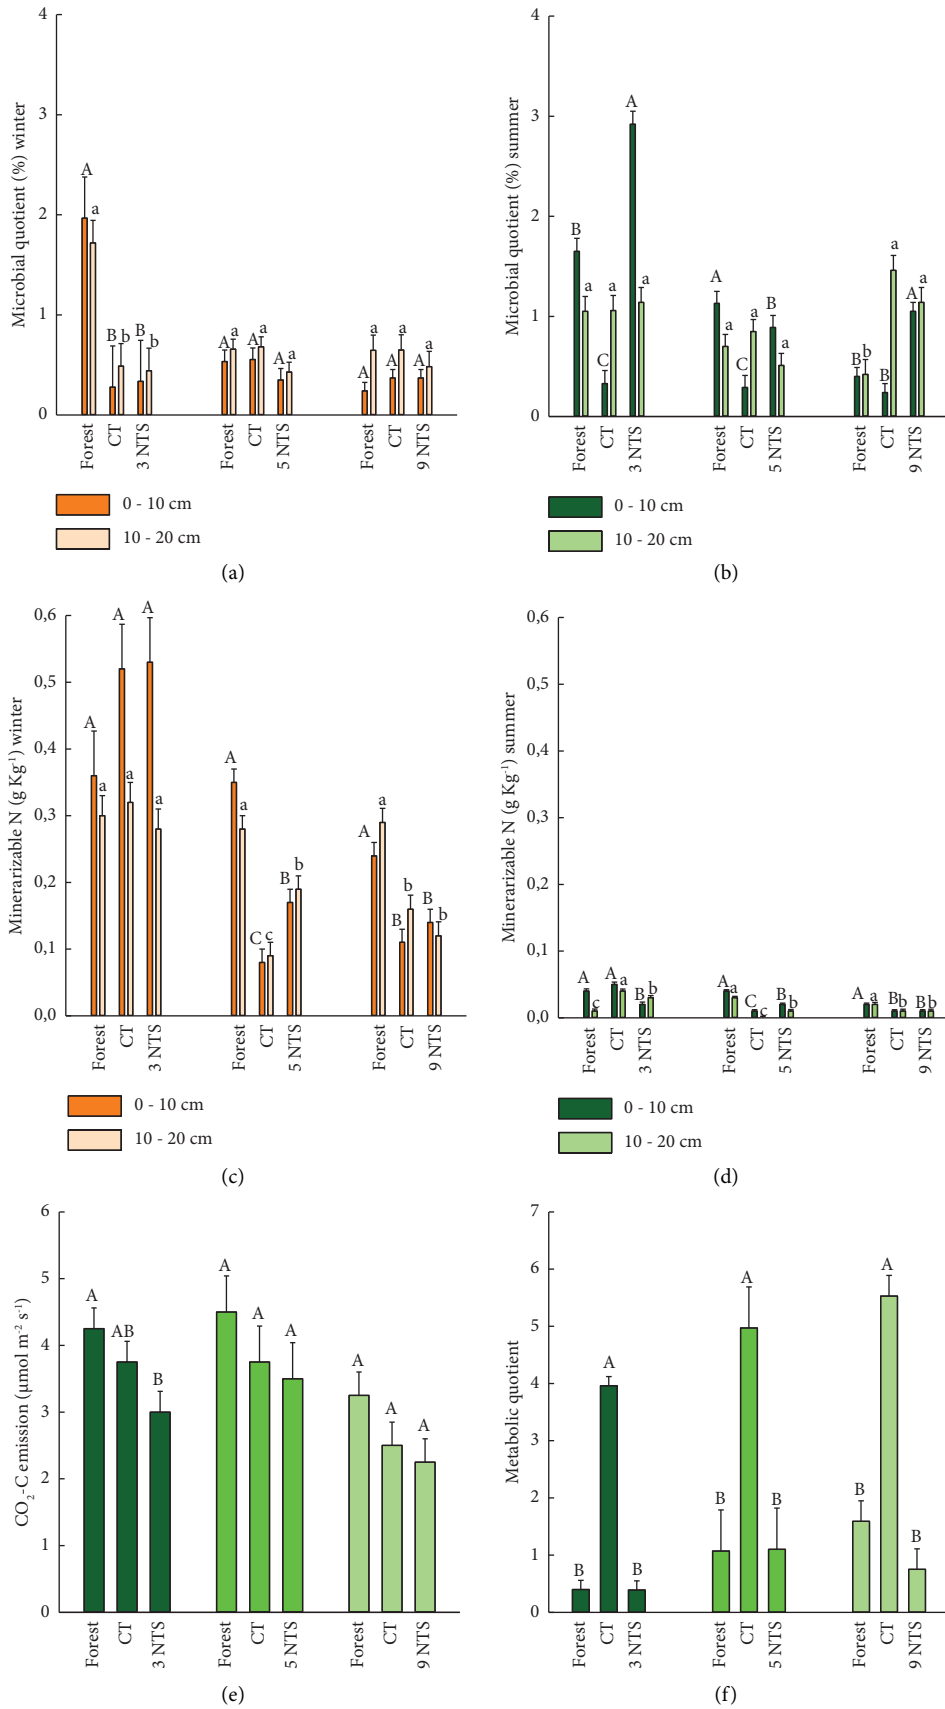 Microbial quotient (%) winter
4
3
2
1
0
A
a
B
b
B
b
A
a
A
a
A
a
A
a
A
a
A
a
Forest
CT
3 NTS
Forest
CT
5 NTS
Forest
CT
9 NTS
0 - 10 cm
10 - 20 cm
(a)
Microbial quotient (%) summer
4
3
2
1
0
B
a
C
a
A
a
A
a
C
a
B
a
B
b
B
a
A
a
Forest
CT
3 NTS
Forest
CT
5 NTS
Forest
CT
9 NTS
0 - 10 cm
10 - 20 cm
(b)
Minerarizable N (g Kg-1) winter
0,6
0,5
0,4
0,3
0,2
0,1
0,0
A
a
A
a
A
a
A
a
C
c
B
b
A
a
B
b
B
b
Forest
CT
3 NTS
Forest
CT
5 NTS
Forest
CT
9 NTS
0 - 10 cm
10 - 20 cm
(c)
Minerarizable N (g Kg-1) summer
0,6
0,5
0,4
0,3
0,2
0,1
0,0
A
c
A
a
B
b
A
a
C
c
B
b
A
a
B
b
B
b
Forest
CT
3 NTS
Forest
CT
5 NTS
Forest
CT
9 NTS
0 - 10 cm
10 - 20 cm
(d)
CO2-C emission (µmol m-2 s-1)
6
5
4
3
2
1
0
A
AB
B
A
A
A
A
A
A
Forest
CT
3 NTS
Forest
CT
5 NTS
Forest
CT
9 NTS
(e)
Metabolic quotient
7
6
5
4
3
2
1
0
B
A
B
B
A
B
B
A
B
Forest
CT
3 NTS
Forest
CT
5 NTS
Forest
CT
9 NTS
(f)